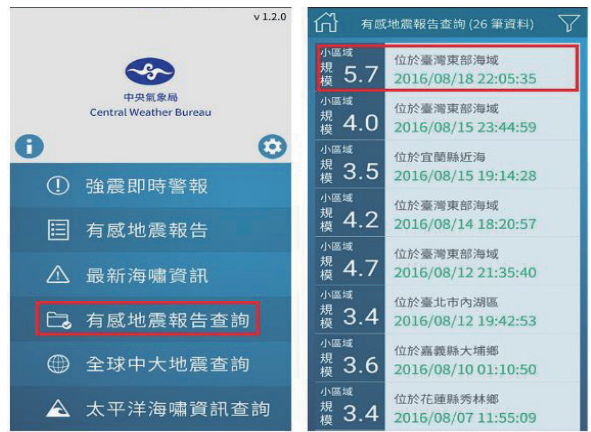 v 1.2.0
中央氣象局
Central Weather Bureau
強震即時警報
有感地震報告
最新海嘯資訊
有感地震報告查詢
全球中大地震查詢
太平洋海嘯資訊查詢
有感地震報告查詢 (26 筆資料)
小區域
規模 5.7
位於臺灣東部海域
2016/08/18 22:05:35
小區域
規模 4.0
位於臺灣東部海域
2016/08/15 23:44:59
小區域
規模 3.5
位於宜蘭縣近海
2016/08/15 19:14:28
小區域
規模 4.2
位於臺灣東部海域
2016/08/14 18:20:57
小區域
規模 4.7
位於臺灣東部海域
2016/08/12 21:35:40
小區域
規模 3.4
位於臺北市內湖區
2016/08/12 19:42:53
小區域
規模 3.6
位於嘉義縣大埔鄉
2016/08/10 01:10:50
小區域
規模 3.4
位於花蓮縣秀林鄉
2016/08/07 11:55:09